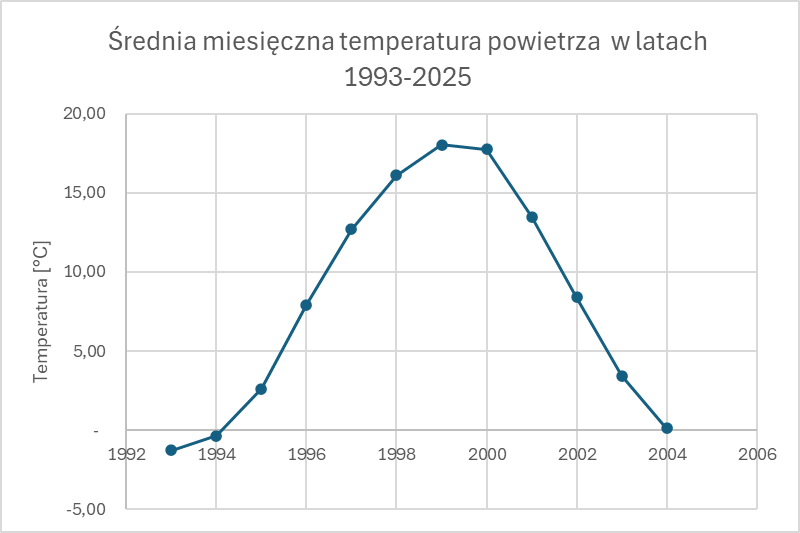 Średnia miesięczna temperatura powietrza  w latach
1993-2025
Temperatura [°C]
20,00
15,00
10,00
5,00
-
-5,00
1992 1994 1996 1998 2000 2002 2004 2006